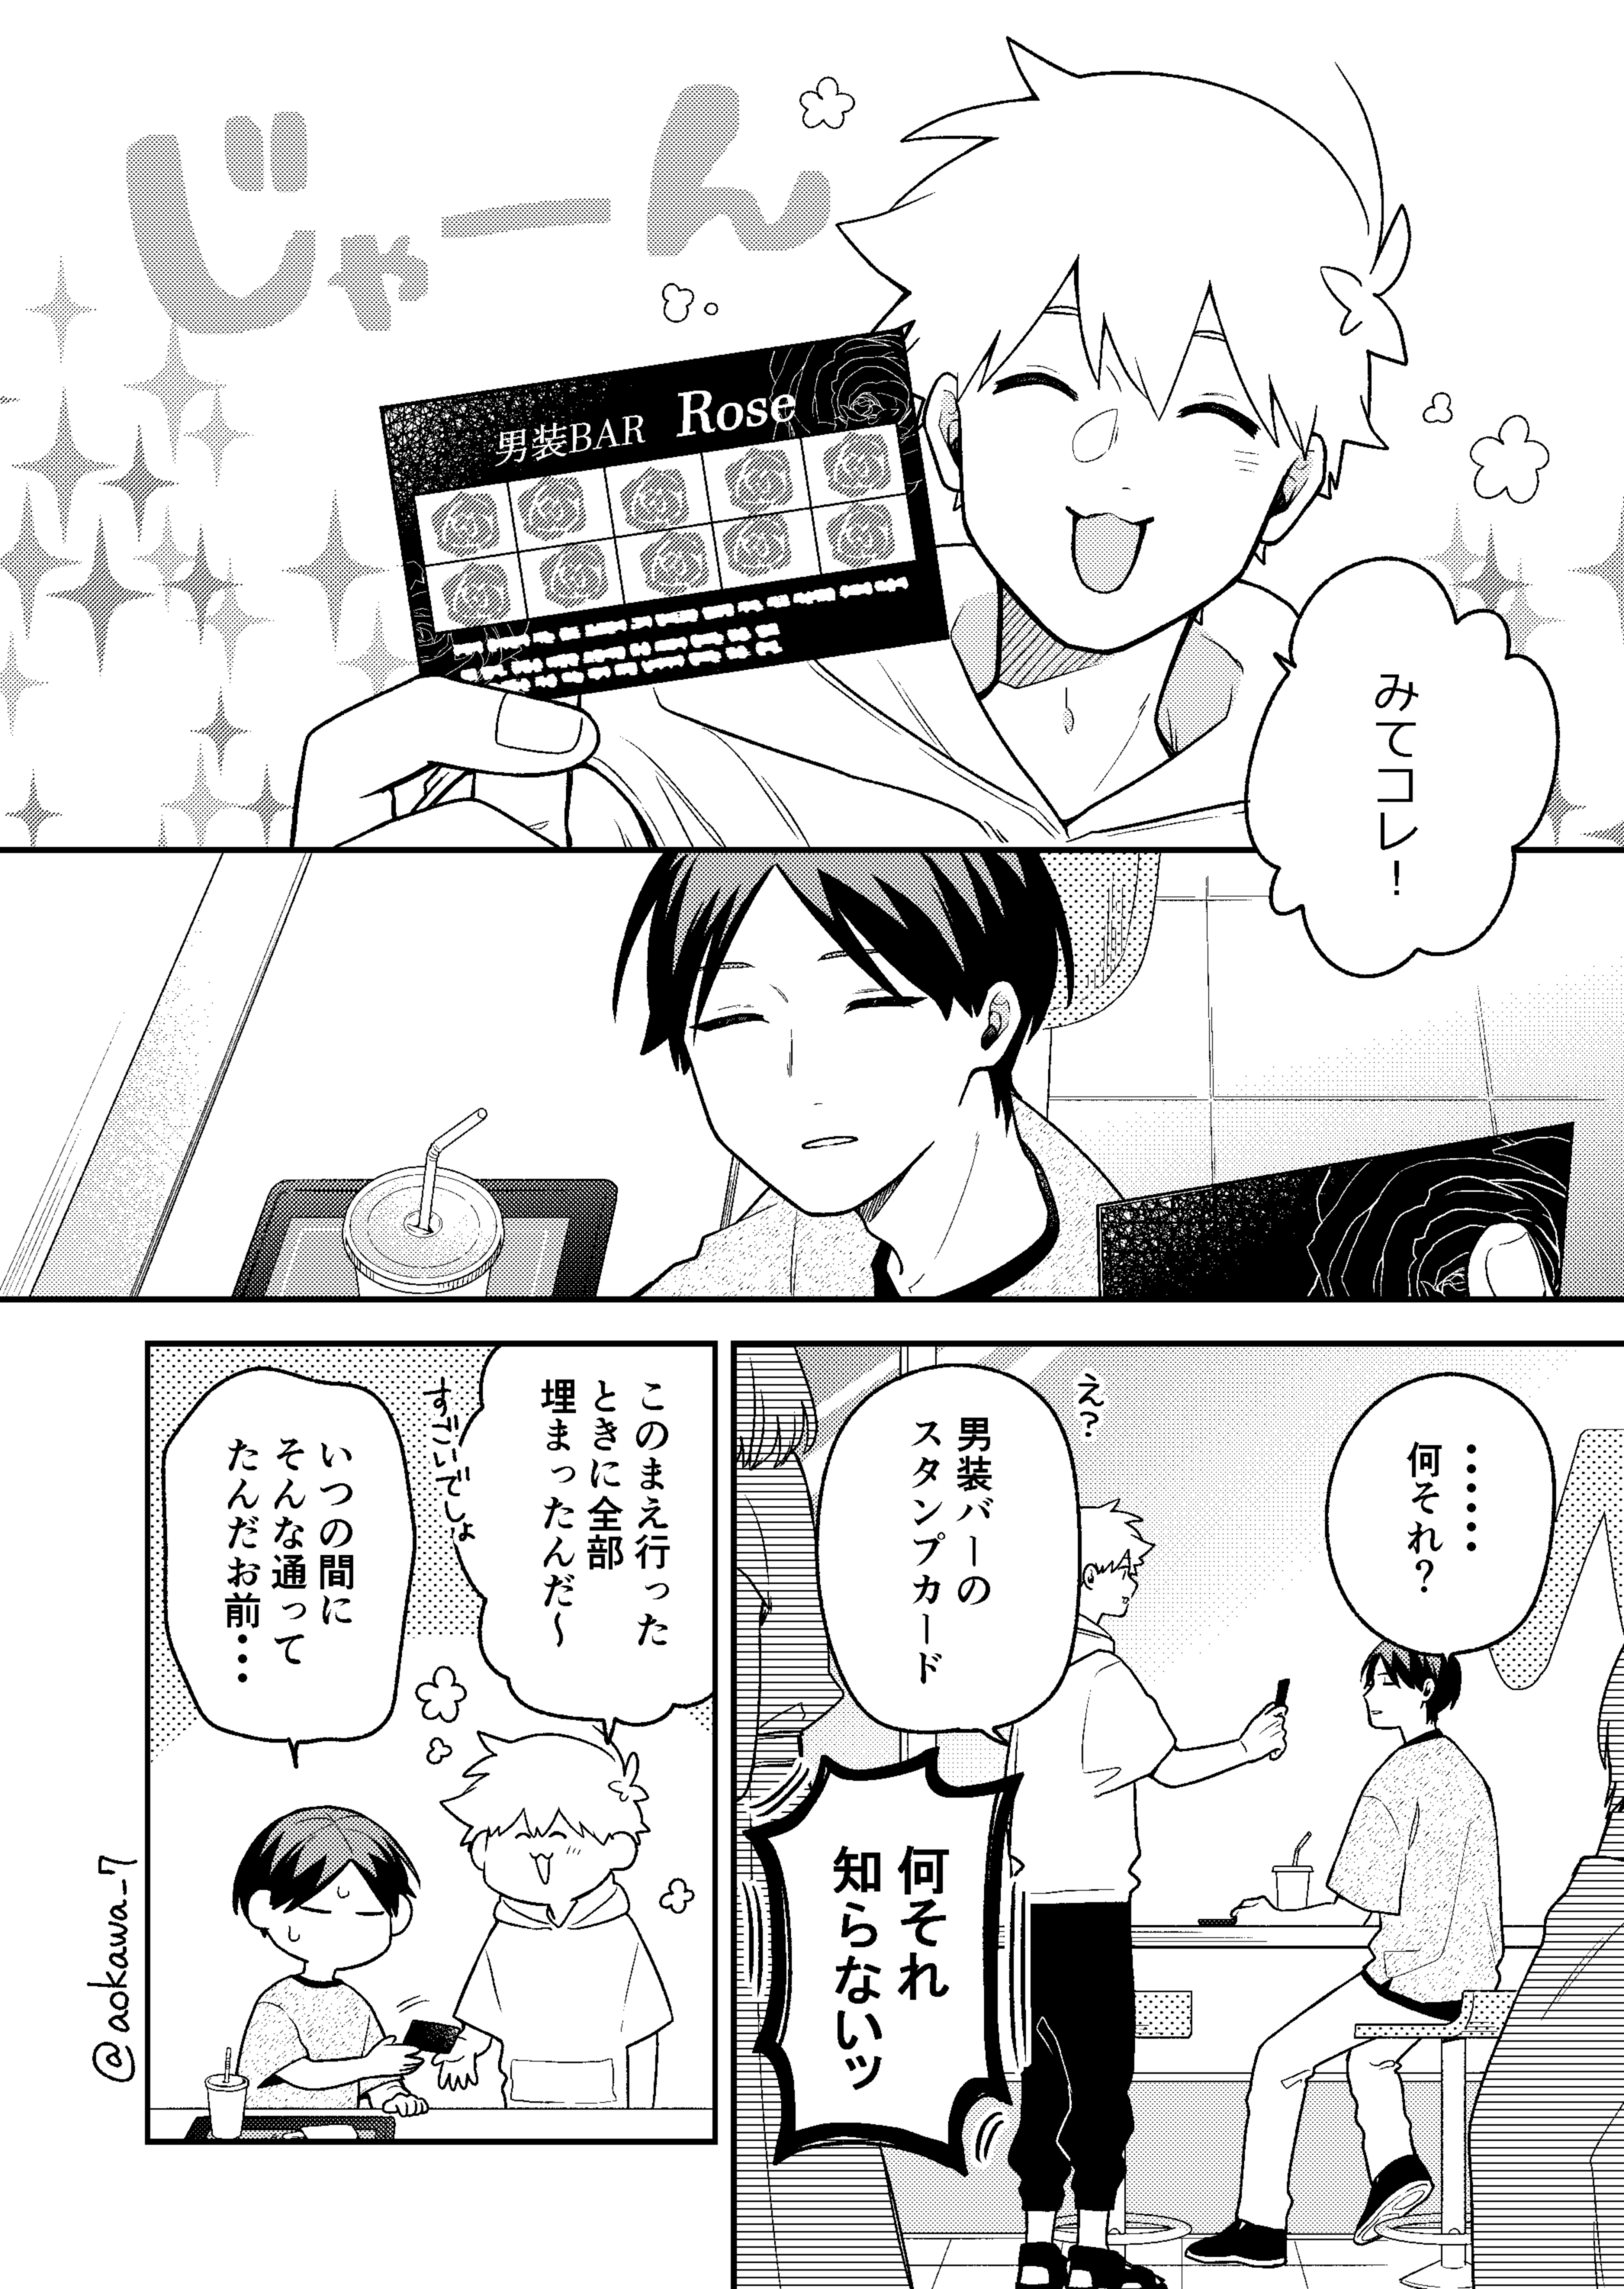 じゃーん
男装BAR Rose
みてコレ！
……
何それ？
え？
男装バーの
スタンプカード
何それ
知らないッ
このまえ行った
ときに全部
埋まったんだ～
すごいでしょ
いつの間に
そんな通って
たんだお前…
@aokawa_7